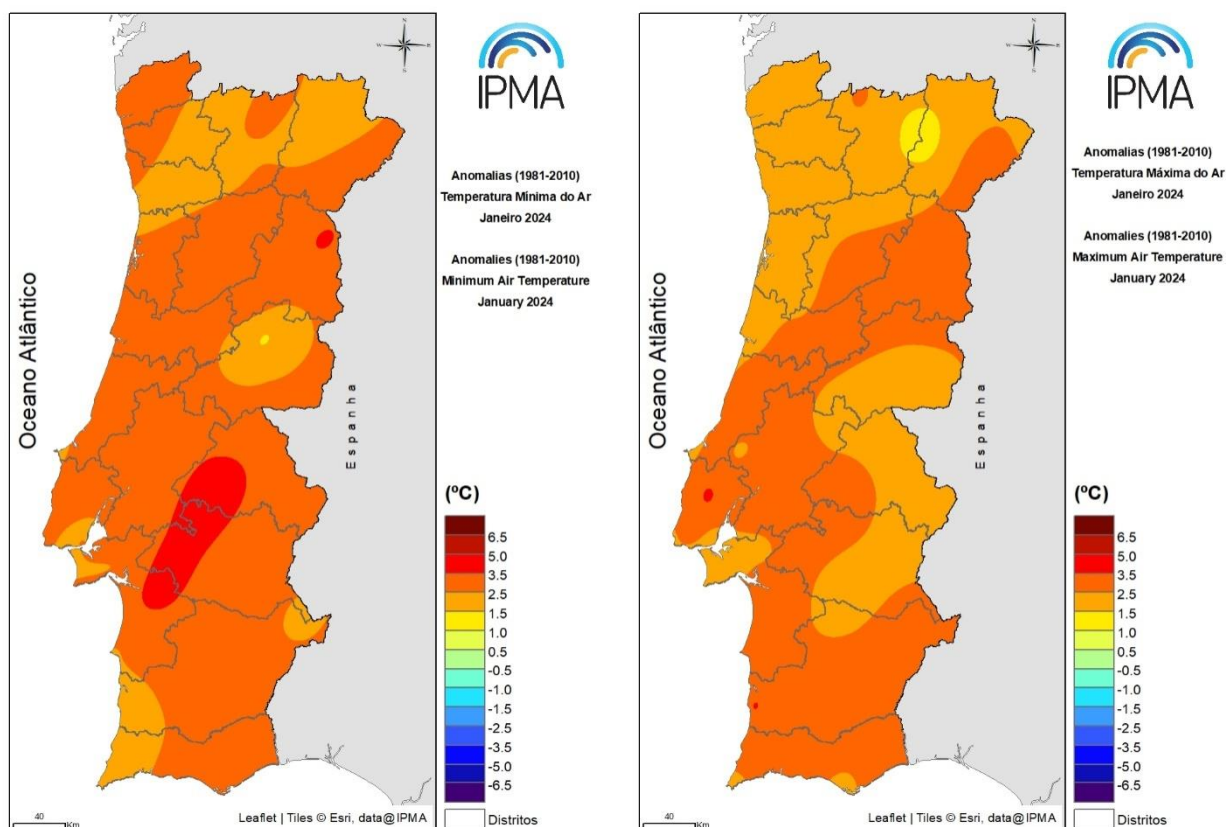 N
W
E
S
IPMA
Anomalias (1981-2010)
Temperatura Mínima do Ar
Janeiro 2024
Anomalies (1981-2010)
Minimum Air Temperature
January 2024
Oceano Atlântico
Espanha
(ºC)
6.5
5.0
3.5
2.5
1.5
1.0
0.5
-0.5
-1.0
-2.5
-3.5
-5.0
-6.5
Distritos
40
Km
Leaflet | Tiles © Esri, data@IPMA
N
W
E
S
IPMA
Anomalias (1981-2010)
Temperatura Máxima do Ar
Janeiro 2024
Anomalies (1981-2010)
Maximum Air Temperature
January 2024
Oceano Atlântico
Espanha
(ºC)
6.5
5.0
3.5
2.5
1.5
1.0
0.5
-0.5
-1.0
-2.5
-3.5
-5.0
-6.5
Distritos
40
Km
Leaflet | Tiles © Esri, data@IPMA